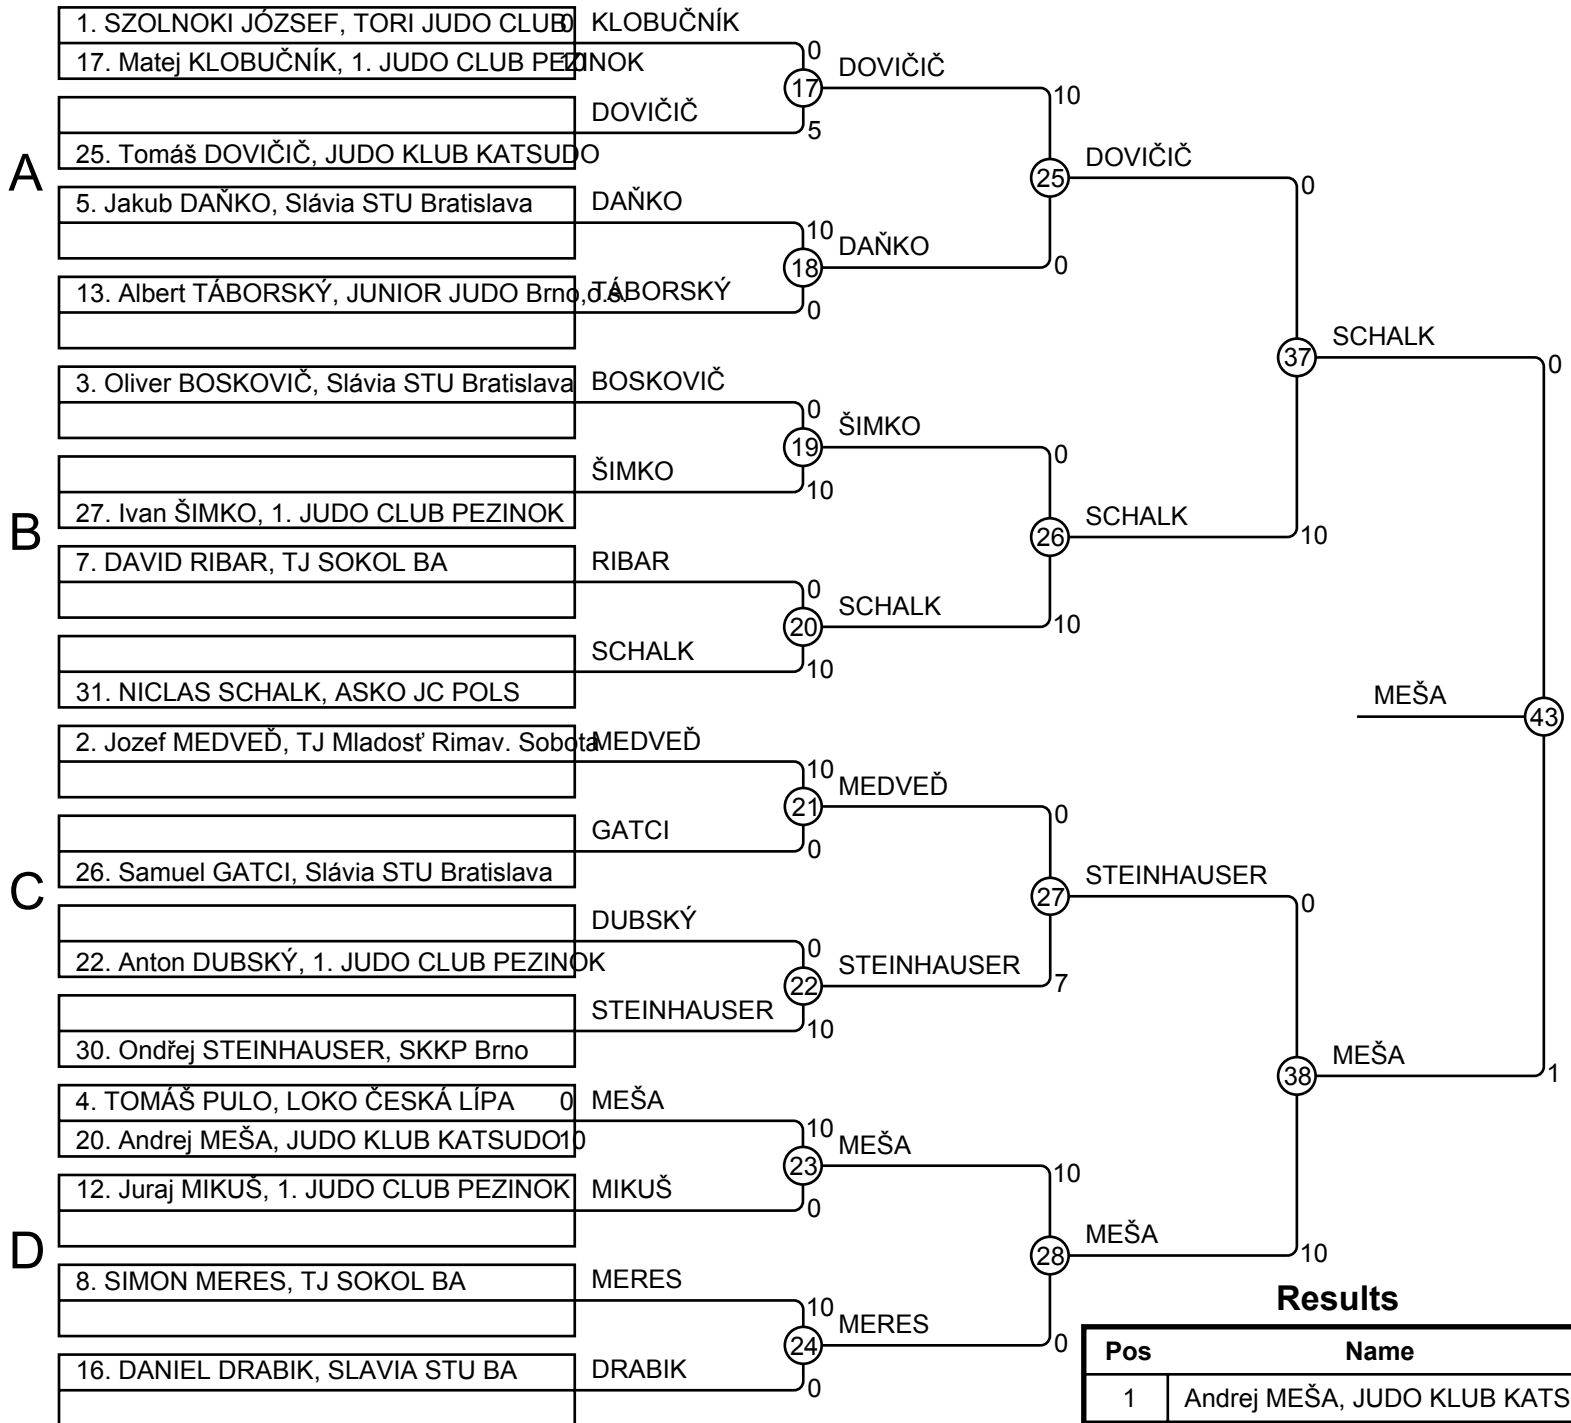 1. SZOLNOKI JÓZSEF, TORI JUDO CLUB 0
17. Matej KLOBUČNÍK, 1. JUDO CLUB PEZINOK 10
KLOBUČNÍK
0
17
DOVIČIČ
5
25. Tomáš DOVIČIČ, JUDO KLUB KATSUDO
DOVIČIČ
10
A
5. Jakub DAŇKO, Slávia STU Bratislava
DAŇKO
10
18
DAŇKO
0
13. Albert TÁBORSKÝ, JUNIOR JUDO Brno,o.s.
TÁBORSKÝ
0
25
DOVIČIČ
0
3. Oliver BOSKOVIČ, Slávia STU Bratislava
BOSKOVIČ
0
19
ŠIMKO
0
ŠIMKO
10
27. Ivan ŠIMKO, 1. JUDO CLUB PEZINOK
B
7. DAVID RIBAR, TJ SOKOL BA
RIBAR
0
20
SCHALK
10
SCHALK
10
31. NICLAS SCHALK, ASKO JC POLS
26
SCHALK
10
37
SCHALK
0
2. Jozef MEDVEĎ, TJ Mladosť Rimav. Sobota
MEDVEĎ
10
21
MEDVEĎ
0
GATCI
0
26. Samuel GATCI, Slávia STU Bratislava
C
DUBSKÝ
0
22. Anton DUBSKÝ, 1. JUDO CLUB PEZINOK
22
STEINHAUSER
7
STEINHAUSER
10
30. Ondřej STEINHAUSER, SKKP Brno
27
STEINHAUSER
0
4. TOMÁŠ PULO, LOKO ČESKÁ LÍPA 0
20. Andrej MEŠA, JUDO KLUB KATSUDO 10
MEŠA
10
23
MEŠA
10
12. Juraj MIKUŠ, 1. JUDO CLUB PEZINOK
MIKUŠ
0
D
8. SIMON MERES, TJ SOKOL BA
MERES
10
24
MERES
0
16. DANIEL DRABIK, SLAVIA STU BA
DRABIK
0
28
MEŠA
10
38
MEŠA
1
MEŠA
43
Results
Pos Name
1 Andrej MEŠA, JUDO KLUB KATS